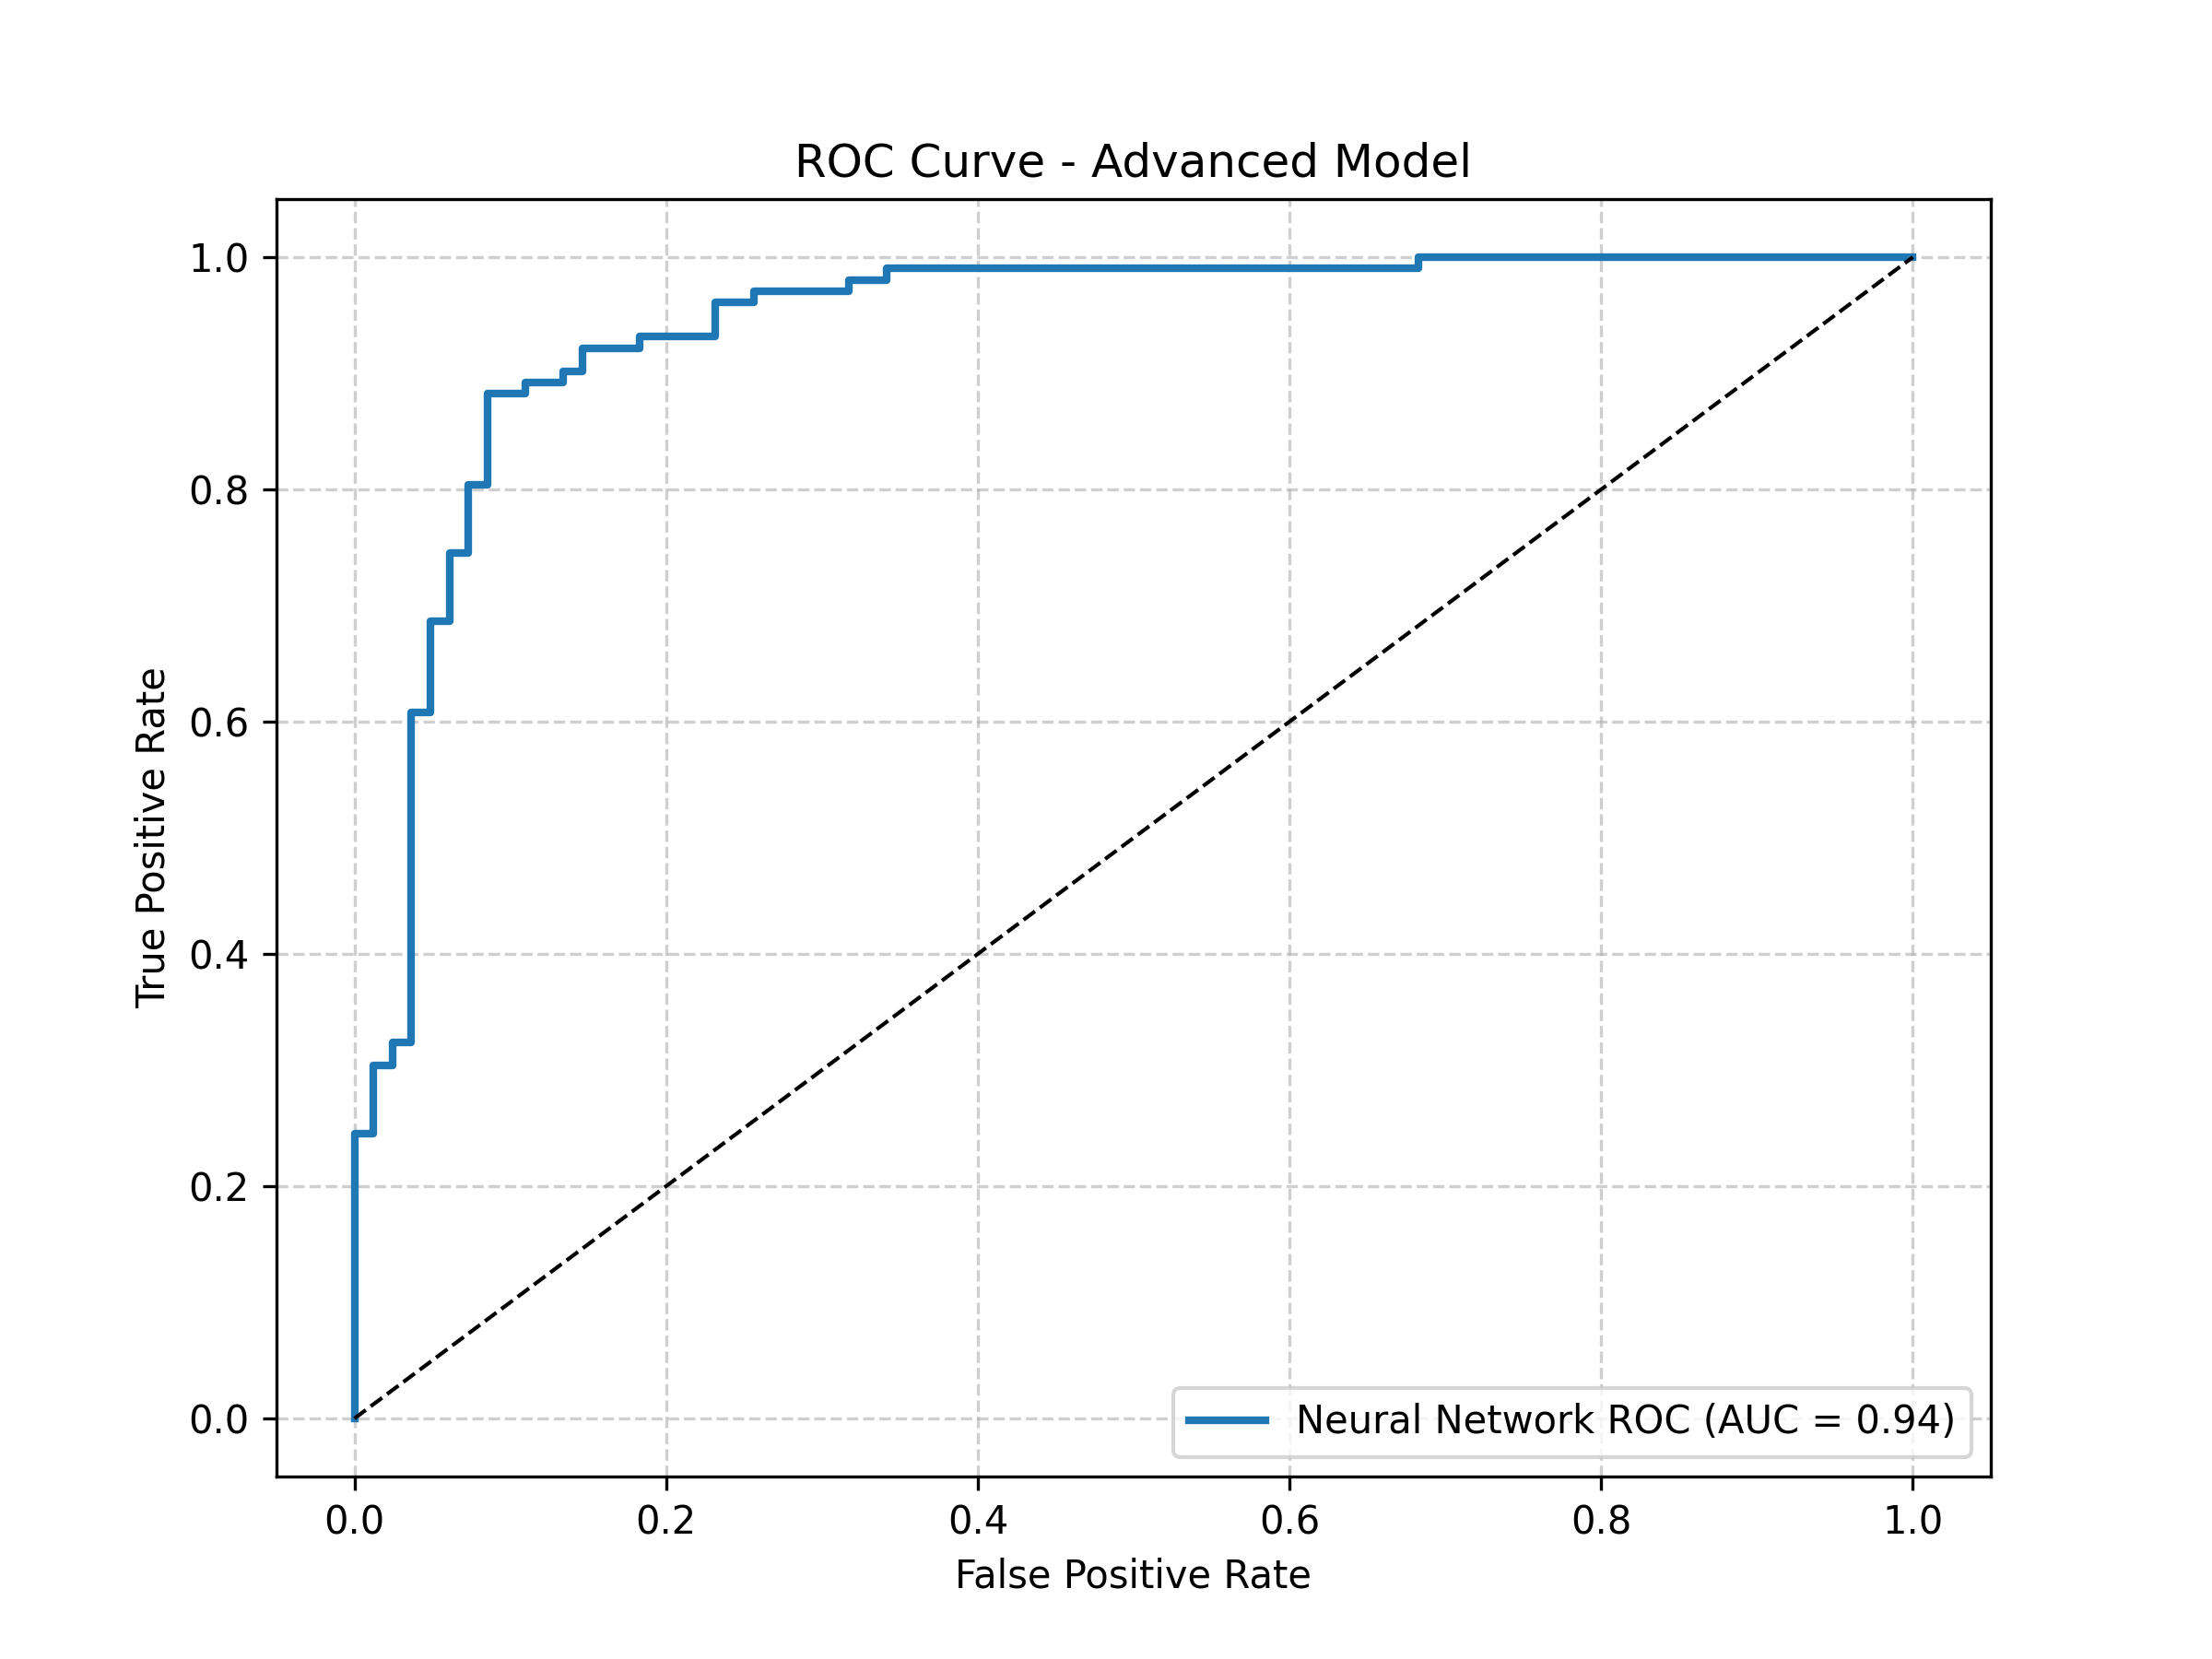 ROC Curve - Advanced Model
1.0
0.8
0.6
0.4
0.2
0.0
True Positive Rate
Neural Network ROC (AUC = 0.94)
0.0 0.2 0.4 0.6 0.8 1.0
False Positive Rate